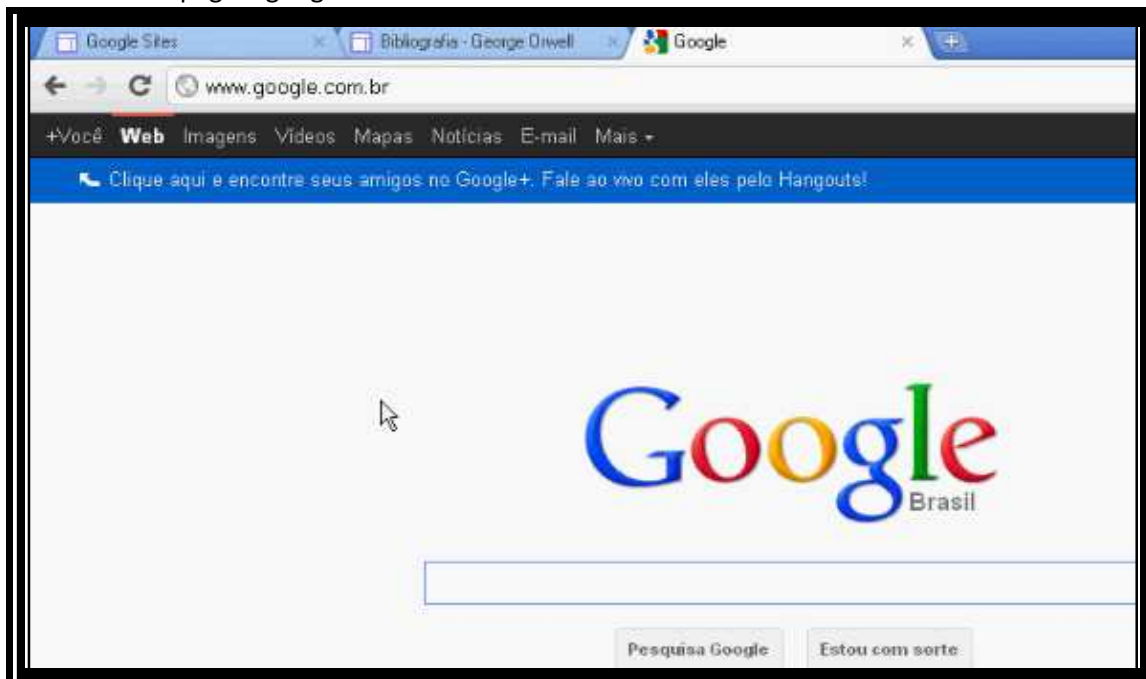 Google Sites Bibliografia - George Orwell Google
www.google.com.br
+Você Web Imagens Vídeos Mapas Notícias E-mail Mais
Clique aqui e encontre seus amigos no Google+. Fale ao vivo com eles pelo Hangouts!
Google
Brasil
Pesquisa Google Estou com sorte